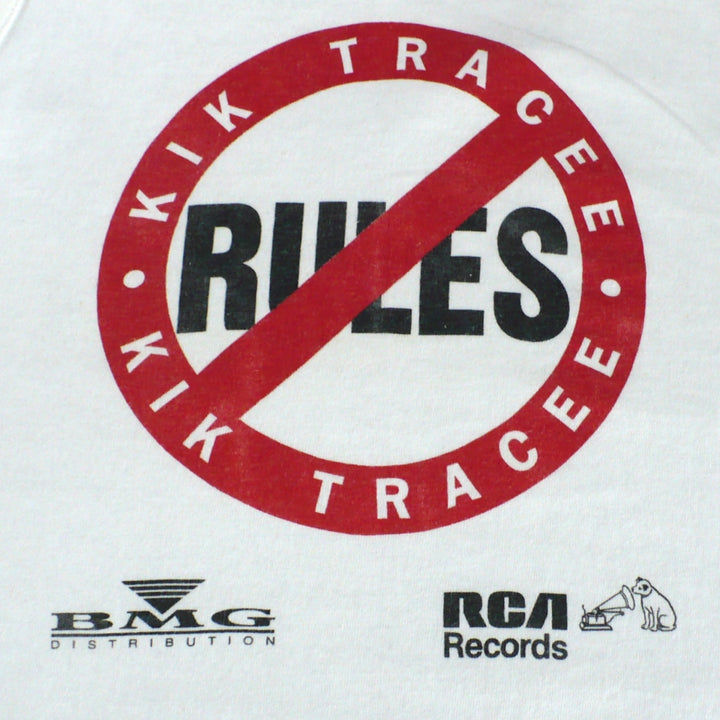 KIK TRACEE
RULES
• KIK TRACEE •
BMG
DISTRIBUTION
RCA
Records